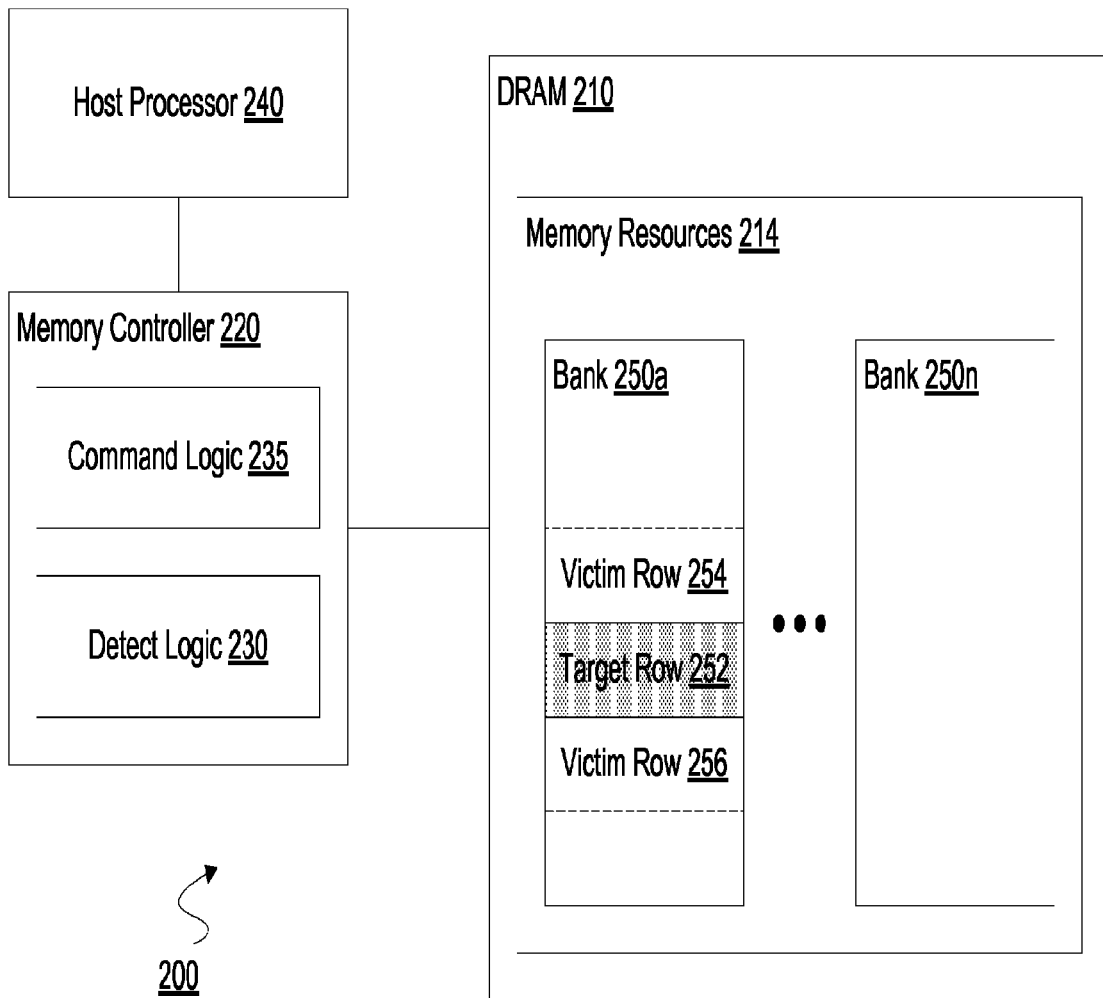 Host Processor 240
DRAM 210
Memory Resources 214
Memory Controller 220
Command Logic 235
Detect Logic 230
Bank 250a
Bank 250n
Victim Row 254
Target Row 252
Victim Row 256
200